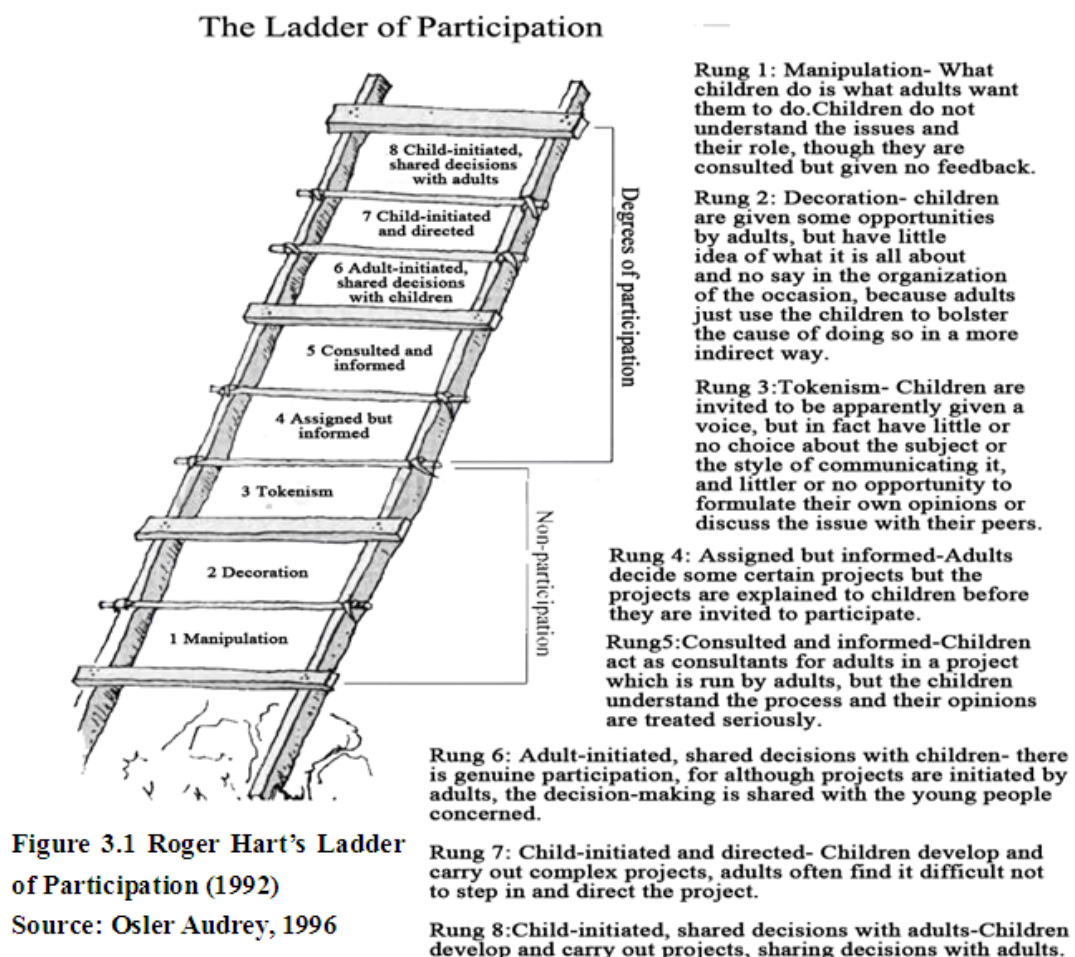 The Ladder of Participation
8 Child-initiated,
shared decisions
with adults
7 Child-initiated
and directed
6 Adult-initiated,
shared decisions
with children
5 Consulted and
informed
4 Assigned but
informed
3 Tokenism
2 Decoration
1 Manipulation
Degrees of participation
Non-participation
Rung 1: Manipulation- What
children do is what adults want
them to do.Children do not
understand the issues and
their role, though they are
consulted but given no feedback.
Rung 2: Decoration- children
are given some opportunities
by adults, but have little
idea of what it is all about
and no say in the organization
of the occasion, because adults
just use the children to bolster
the cause of doing so in a more
indirect way.
Rung 3:Tokenism- Children are
invited to be apparently given a
voice, but in fact have little or
no choice about the subject or
the style of communicating it,
and littler or no opportunity to
formulate their own opinions or
discuss the issue with their peers.
Rung 4: Assigned but informed-Adults
decide some certain projects but the
projects are explained to children before
they are invited to participate.
Rung5:Consulted and informed-Children
act as consultants for adults in a project
which is run by adults, but the children
understand the process and their opinions
are treated seriously.
Rung 6: Adult-initiated, shared decisions with children- there
is genuine participation, for although projects are initiated by
adults, the decision-making is shared with the young people
concerned.
Rung 7: Child-initiated and directed- Children develop and
carry out complex projects, adults often find it difficult not
to step in and direct the project.
Rung 8:Child-initiated, shared decisions with adults-Children
develop and carry out projects, sharing decisions with adults.
Figure 3.1 Roger Hart's Ladder
of Participation (1992)
Source: Osler Audrey, 1996